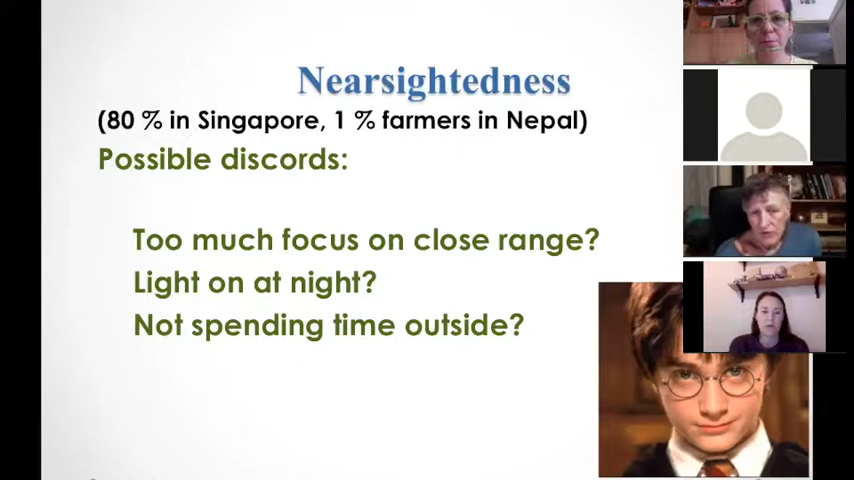 Nearsightedness
(80 % in Singapore, 1 % farmers in Nepal)
Possible discords:
Too much focus on close range?
Light on at night?
Not spending time outside?